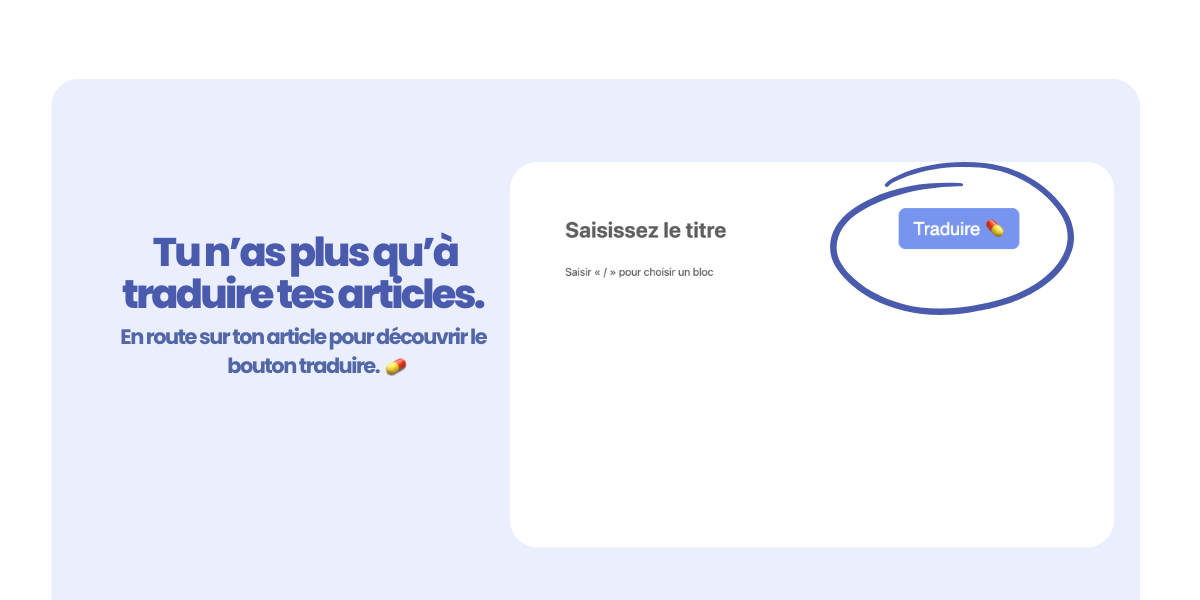 Tu n’as plus qu’à
traduire tes articles.
En route sur ton article pour découvrir le
bouton traduire. 💊
Saisissez le titre
Traduire 💊
Saisir « / » pour choisir un bloc